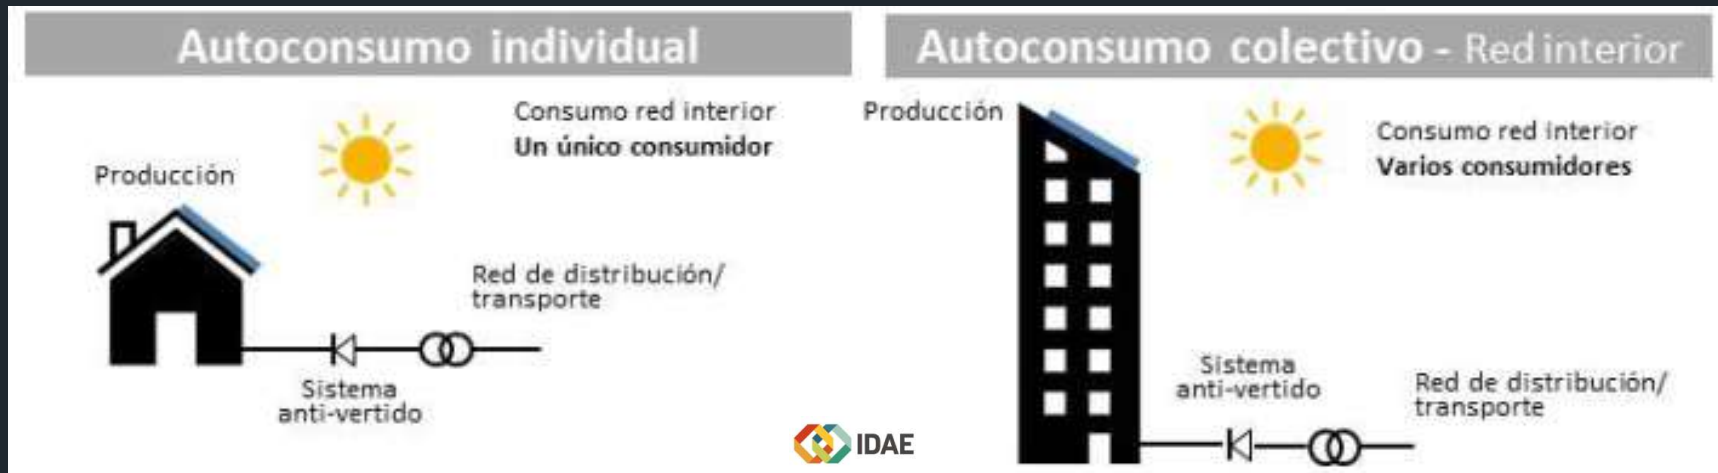 Autoconsumo individual
Consumo red interior
Un único consumidor
Producción
Red de distribución/
transporte
Sistema
anti-vertido
Autoconsumo colectivo - Red interior
Producción
Consumo red interior
Varios consumidores
Sistema
anti-vertido
Red de distribución/
transporte
IDAE